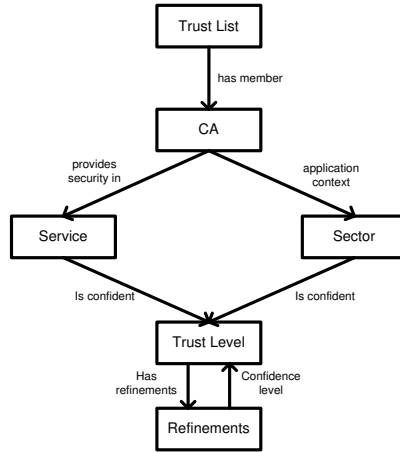 Trust List
has member
CA
provides
security in
application
context
Service
Sector
Is confident
Is confident
Trust Level
Has
refinements
Confidence
level
Refinements